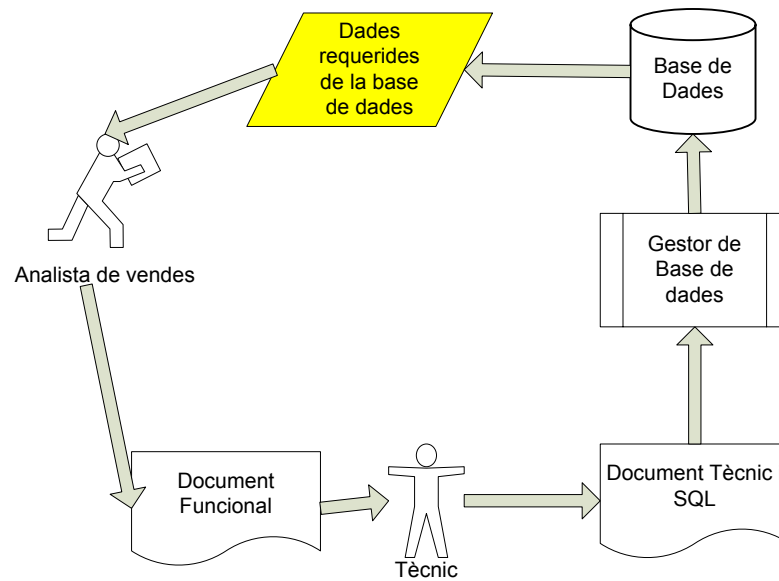 Dades
requerides
de la base
de dades
Base de
Dades
Analista de vendes
Gestor de
Base de
dades
Document
Funcional
Tècnic
Document Tècnic
SQL